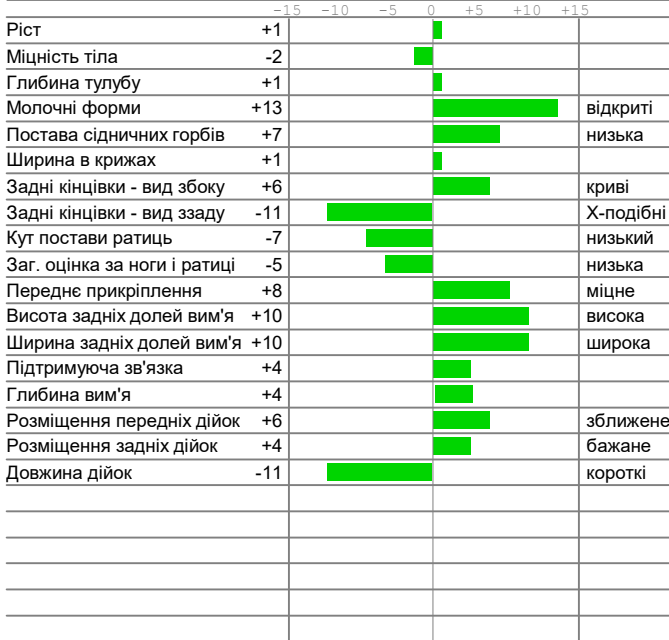 -15 -10 -5 0 +5 +10 +15
Ріст +1
Міцність тіла -2
Глибина тулубу +1
Молочні форми +13 відкриті
Постава сідничних горбів +7 низька
Ширина в крижах +1
Задні кінцівки - вид збоку +6 криві
Задні кінцівки - вид ззаду -11 Х-подібні
Кут постави ратиць -7 низький
Заг. оцінка за ноги і ратиці -5 низька
Переднє прикріплення +8 міцне
Висота задніх долей вим'я +10 висока
Ширина задніх долей вим'я +10 широка
Підтримуюча зв'язка +4
Глибина вим'я +4
Розміщення передніх дійок +6 зближене
Розміщення задніх дійок +4 бажане
Довжина дійок -11 короткі